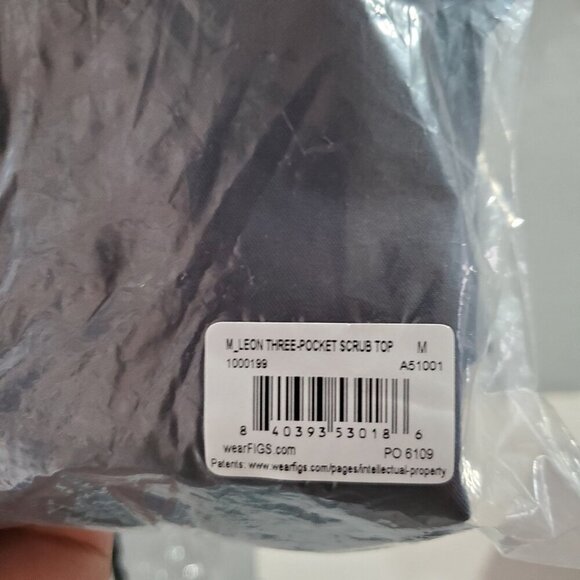 M_LEON THREE-POCKET SCRUB TOP M
1000199 A51001
8 40393 53018 6
wearFIGS.com PO 6109
Patents: www.wearfigs.com/pages/intellectual-property